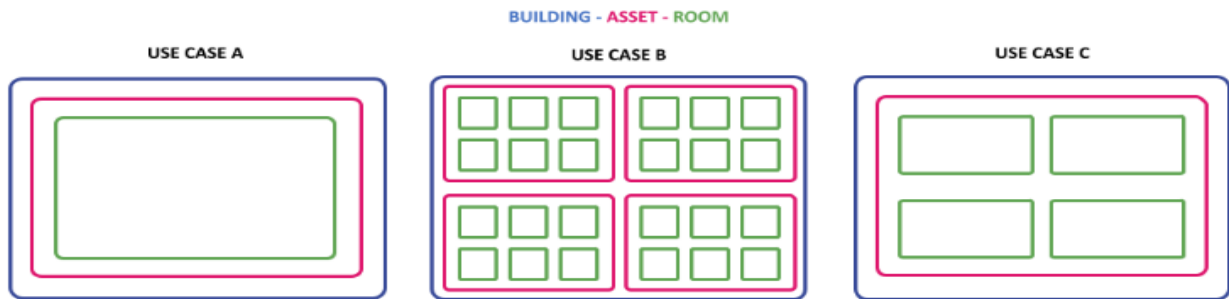 BUILDING - ASSET - ROOM
USE CASE A
USE CASE B
USE CASE C